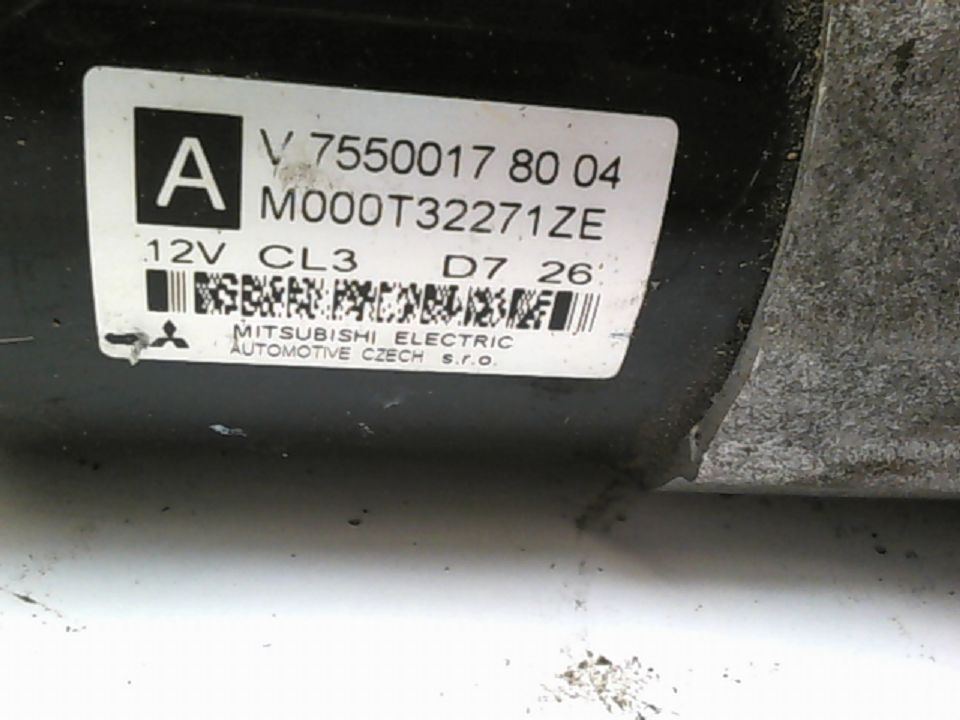 A
V 7550017 80 04
M000T32271ZE
12V CL3 D7 26
MITSUBISHI ELECTRIC
AUTOMOTIVE CZECH s.r.o.